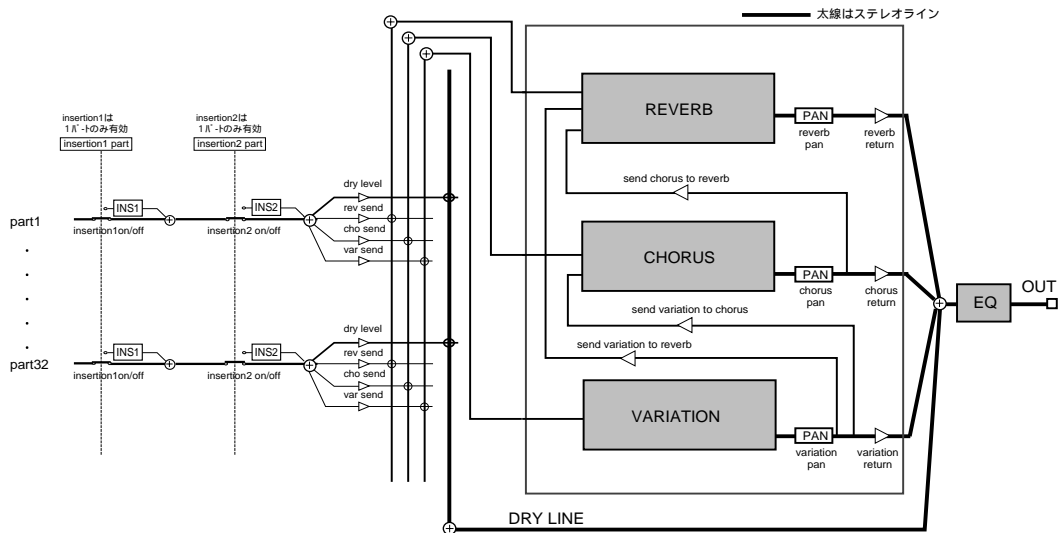 太線はステレオライン
insertion1は
１ﾊﾟｰﾄのみ有効
insertion1 part
insertion2は
１ﾊﾟｰﾄのみ有効
insertion2 part
part1
INS1
insertion1on/off
INS2
insertion2 on/off
dry level
rev send
cho send
var send
part32
INS1
insertion1on/off
INS2
insertion2 on/off
dry level
rev send
cho send
var send
REVERB
PAN
reverb
pan
reverb
return
send chorus to reverb
CHORUS
PAN
chorus
pan
chorus
return
send variation to chorus
send variation to reverb
VARIATION
PAN
variation
pan
variation
return
EQ
OUT
DRY LINE